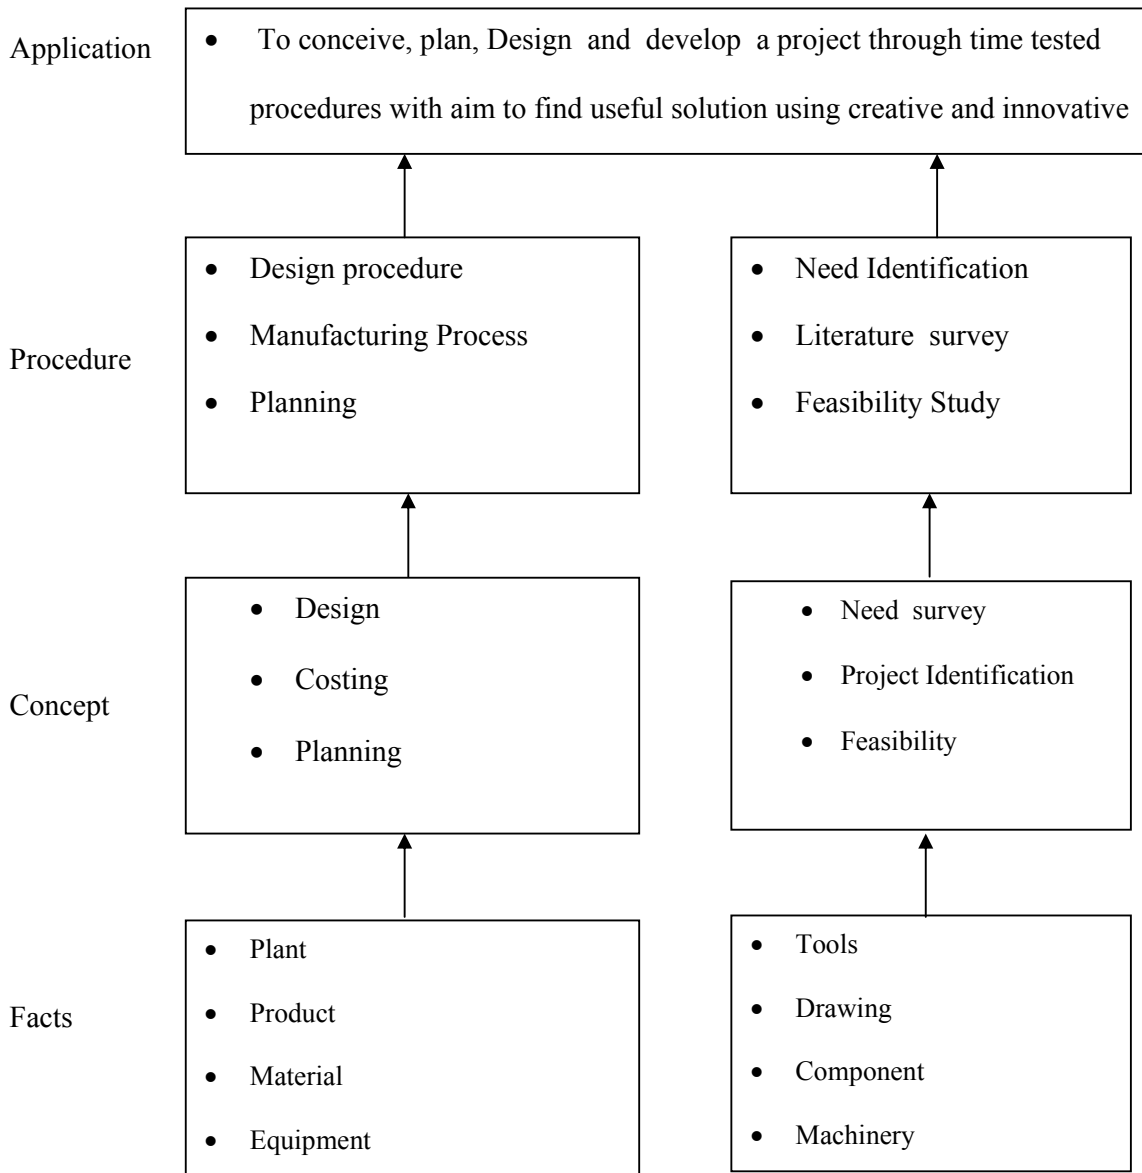 Application
• To conceive, plan, Design and develop a project through time tested
procedures with aim to find useful solution using creative and innovative
Procedure
• Design procedure
• Manufacturing Process
• Planning
• Need Identification
• Literature survey
• Feasibility Study
Concept
• Design
• Costing
• Planning
• Need survey
• Project Identification
• Feasibility
Facts
• Plant
• Product
• Material
• Equipment
• Tools
• Drawing
• Component
• Machinery